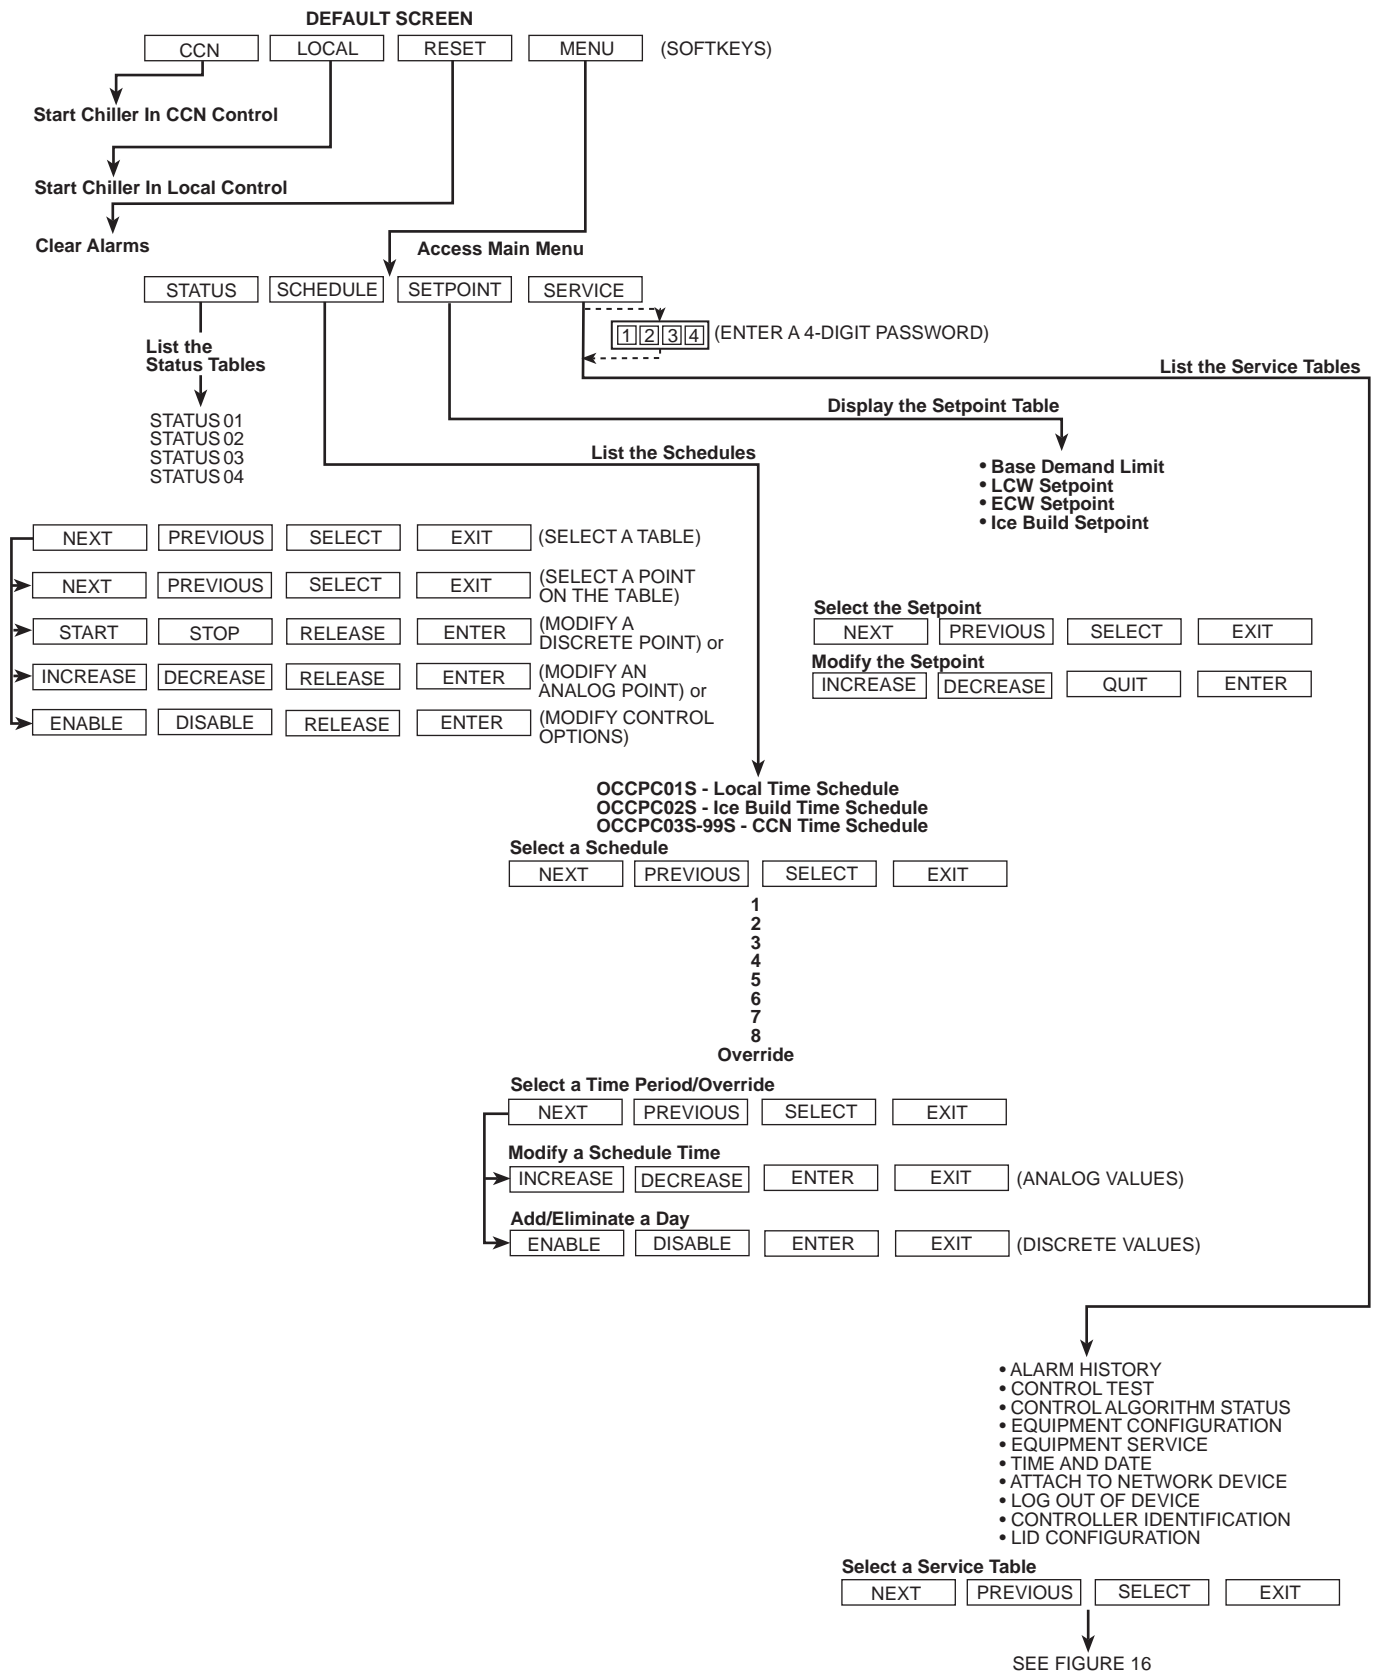 DEFAULT SCREEN
CCN LOCAL RESET MENU (SOFTKEYS)
Start Chiller In CCN Control
Start Chiller In Local Control
Clear Alarms
Access Main Menu
STATUS SCHEDULE SETPOINT SERVICE
1 2 3 4 (ENTER A 4-DIGIT PASSWORD)
List the
Status Tables
List the Service Tables
Display the Setpoint Table
List the Schedules
STATUS 01
STATUS 02
STATUS 03
STATUS 04
• Base Demand Limit
• LCW Setpoint
• ECW Setpoint
• Ice Build Setpoint
NEXT PREVIOUS SELECT EXIT (SELECT A TABLE)
NEXT PREVIOUS SELECT EXIT (SELECT A POINT
ON THE TABLE)
START STOP RELEASE ENTER (MODIFY A
DISCRETE POINT) or
INCREASE DECREASE RELEASE ENTER (MODIFY AN
ANALOG POINT) or
ENABLE DISABLE RELEASE ENTER (MODIFY CONTROL
OPTIONS)
Select the Setpoint
NEXT PREVIOUS SELECT EXIT
Modify the Setpoint
INCREASE DECREASE QUIT ENTER
OCCPC01S - Local Time Schedule
OCCPC02S - Ice Build Time Schedule
OCCPC03S-99S - CCN Time Schedule
Select a Schedule
NEXT PREVIOUS SELECT EXIT
1
2
3
4
5
6
7
8
Override
Select a Time Period/Override
NEXT PREVIOUS SELECT EXIT
Modify a Schedule Time
INCREASE DECREASE ENTER EXIT (ANALOG VALUES)
Add/Eliminate a Day
ENABLE DISABLE ENTER EXIT (DISCRETE VALUES)
• ALARM HISTORY
• CONTROL TEST
• CONTROL ALGORITHM STATUS
• EQUIPMENT CONFIGURATION
• EQUIPMENT SERVICE
• TIME AND DATE
• ATTACH TO NETWORK DEVICE
• LOG OUT OF DEVICE
• CONTROLLER IDENTIFICATION
• LID CONFIGURATION
Select a Service Table
NEXT PREVIOUS SELECT EXIT
SEE FIGURE 16